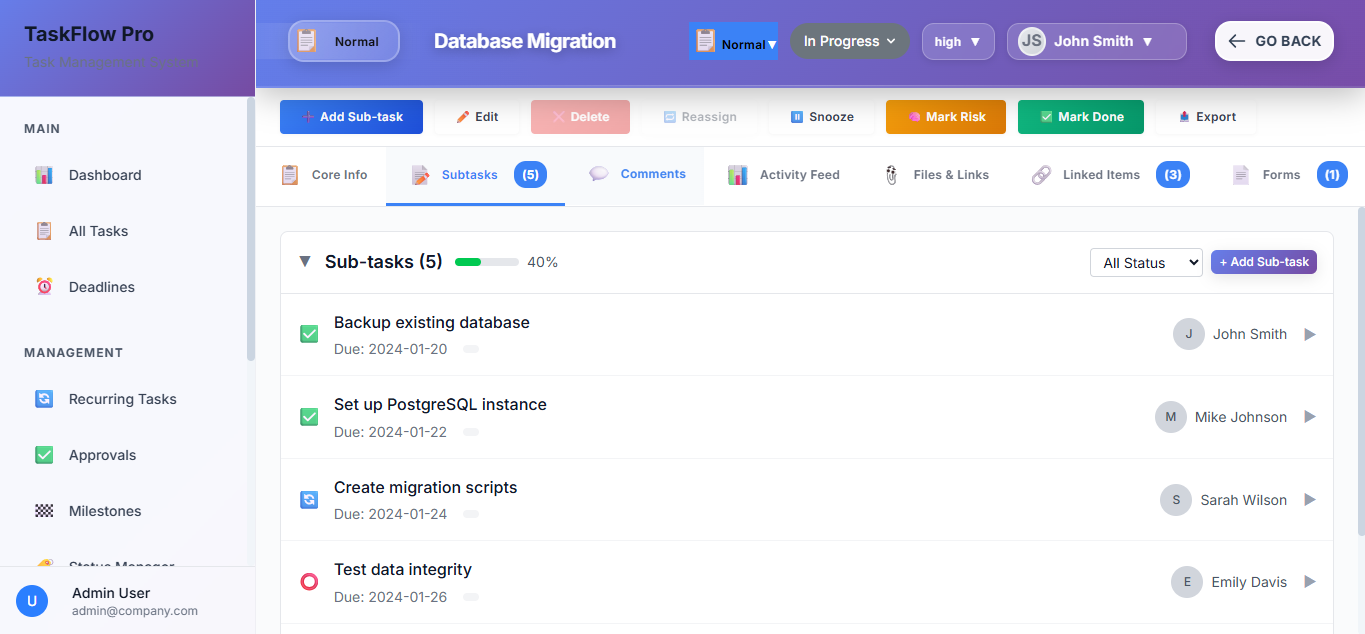 TaskFlow Pro
Task Management System
MAIN
Dashboard
All Tasks
Deadlines
MANAGEMENT
Recurring Tasks
Approvals
Milestones
Status Manager
U
Admin User
admin@company.com
Normal
Database Migration
Normal ▼
In Progress
high ▼
JS John Smith ▼
← GO BACK
Add Sub-task
Edit
Delete
Reassign
Snooze
Mark Risk
Mark Done
Export
Core Info
Subtasks (5)
Comments
Activity Feed
Files & Links
Linked Items (3)
Forms (1)
▼ Sub-tasks (5) 40%
All Status
+ Add Sub-task
Backup existing database
Due: 2024-01-20
J John Smith ▶
Set up PostgreSQL instance
Due: 2024-01-22
M Mike Johnson ▶
Create migration scripts
Due: 2024-01-24
S Sarah Wilson ▶
Test data integrity
Due: 2024-01-26
E Emily Davis ▶